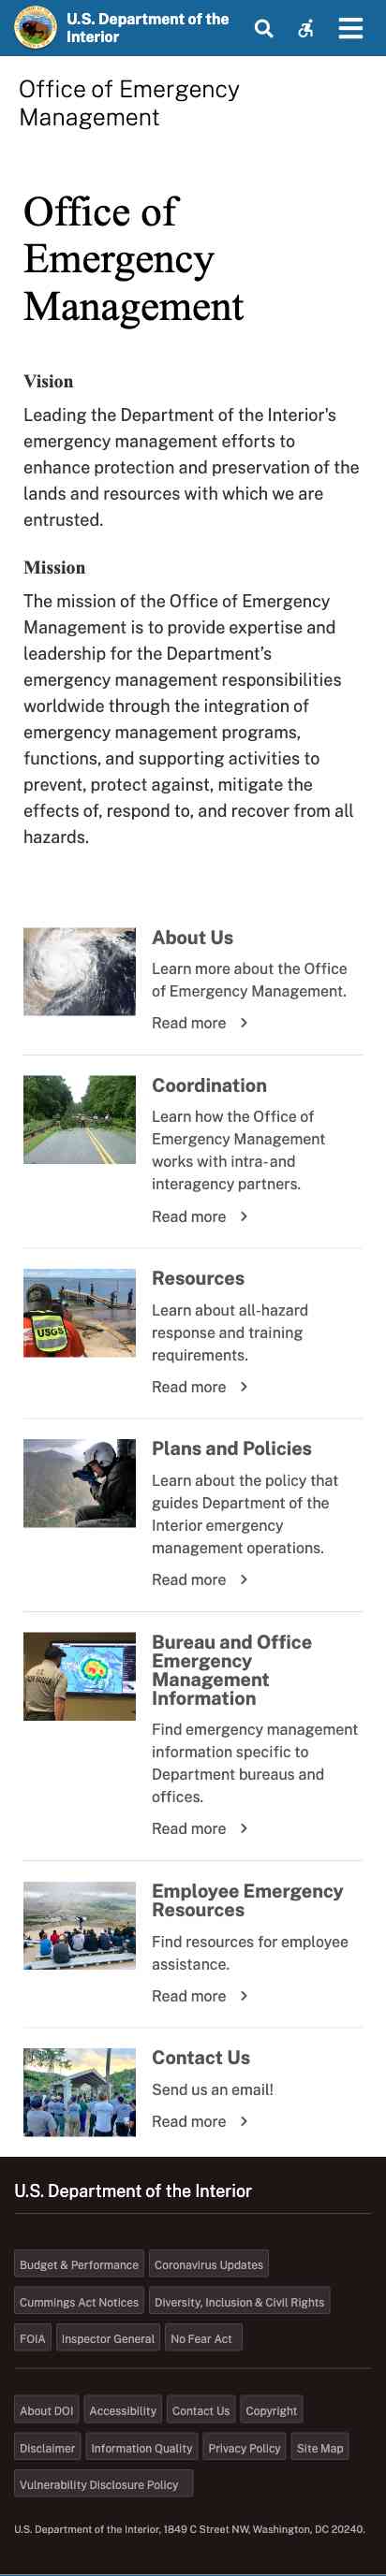 U.S. Department of the
Interior
Office of Emergency
Management
Office of
Emergency
Management
Vision
Leading the Department of the Interior's
emergency management efforts to
enhance protection and preservation of the
lands and resources with which we are
entrusted.
Mission
The mission of the Office of Emergency
Management is to provide expertise and
leadership for the Department’s
emergency management responsibilities
worldwide through the integration of
emergency management programs,
functions, and supporting activities to
prevent, protect against, mitigate the
effects of, respond to, and recover from all
hazards.
About Us
Learn more about the Office
of Emergency Management.
Read more
Coordination
Learn how the Office of
Emergency Management
works with intra-and
interagency partners.
Read more
USGS
Resources
Learn about all-hazard
response and training
requirements.
Read more
Plans and Policies
Learn about the policy that
guides Department of the
Interior emergency
management operations.
Read more
Bureau and Office
Emergency
Management
Information
Find emergency management
information specific to
Department bureaus and
offices.
Read more
Employee Emergency
Resources
Find resources for employee
assistance.
Read more
Contact Us
Send us an email!
Read more
U.S. Department of the Interior
Budget & Performance Coronavirus Updates
Cummings Act Notices Diversity, Inclusion & Civil Rights
FOIA Inspector General No Fear Act
About DOI Accessibility Contact Us Copyright
Disclaimer Information Quality Privacy Policy Site Map
Vulnerability Disclosure Policy
U.S. Department of the Interior, 1849 C Street NW, Washington, DC 20240.